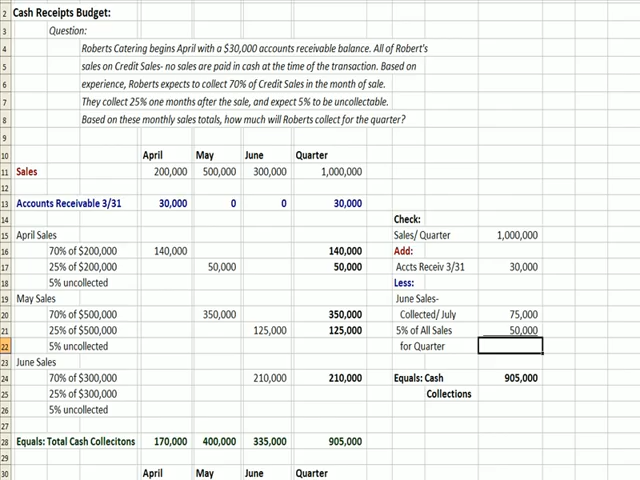 2 Cash Receipts Budget:
3 Question:
4 Roberts Catering begins April with a $30,000 accounts receivable balance. All of Robert's
5 sales on Credit Sales- no sales are paid in cash at the time of the transaction. Based on
6 experience, Roberts expects to collect 70% of Credit Sales in the month of sale.
7 They collect 25% one months after the sale, and expect 5% to be uncollectable.
8 Based on these monthly sales totals, how much will Roberts collect for the quarter?
9
10 April May June Quarter
11 Sales 200,000 500,000 300,000 1,000,000
12
13 Accounts Receivable 3/31 30,000 0 0 30,000
14 Check:
15 April Sales Sales/ Quarter 1,000,000
16 70% of $200,000 140,000 140,000 Add:
17 25% of $200,000 50,000 50,000 Accts Receiv 3/31 30,000
18 5% uncollected Less:
19 May Sales June Sales-
20 70% of $500,000 350,000 350,000 Collected/ July 75,000
21 25% of $500,000 125,000 125,000 5% of All Sales 50,000
22 5% uncollected for Quarter
23 June Sales
24 70% of $300,000 210,000 210,000 Equals: Cash 905,000
25 25% of $300,000 Collections
26 5% uncollected
27
28 Equals: Total Cash Collecitons 170,000 400,000 335,000 905,000
29
30 April May June Quarter